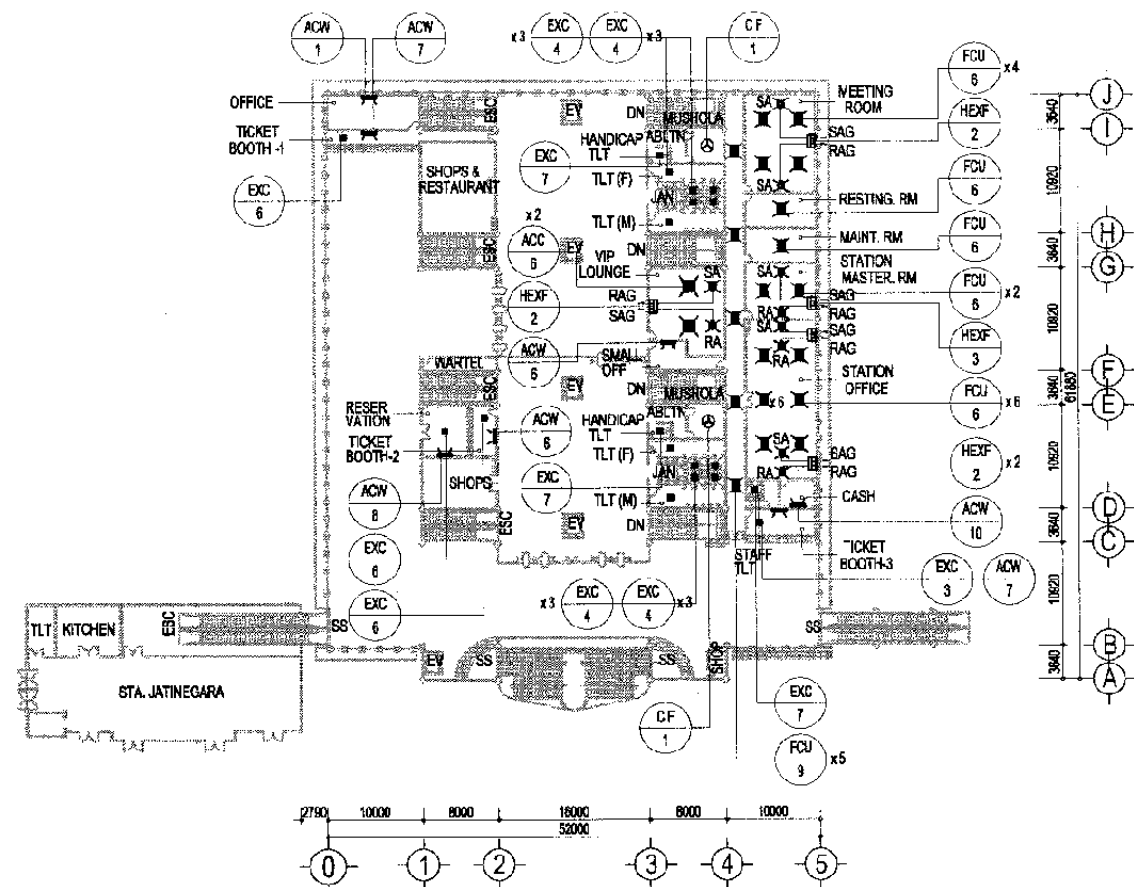 ACW 1
ACW 7
x3 EXC 4
EXC 4 x3
CF 1
FCU 6 x4
OFFICE
ESC
EV
DN
MUSHOLA
SA
MEETING ROOM
J
3640
HEXF 2
TICKET BOOTH -1
HANDICAP TLT
ABLTN
SAG
RAG
I
EXC 7
SHOPS & RESTAURANT
TLT (F)
SA
FCU 6
EXC 6
JAN
RESTING. RM
10920
x2
TLT (M)
ACC 6
EV
DN
MAINT. RM
FCU 6
H
ESC
VIP LOUNGE
SA
SA
STATION MASTER. RM
3640
G
HEXF 2
RAG
SAG
RA
RA
SA
RA
SAG
RAG
SAG
RAG
FCU 6 x2
10920
61880
ACW 6
SMALL OFF
HEXF 3
WARTEL
ESC
EV
DN
MUSHOLA
STATION OFFICE
F
3640
RESER VATION
ACW 6
HANDICAP TLT
ABLTN
x6
FCU 6 x6
E
TICKET BOOTH-2
TLT (F)
SA
RA
SAG
RAG
HEXF 2 x2
10920
ACW 8
SHOPS
EXC 7
JAN
TLT (M)
CASH
ACW 10
D
ESC
EV
DN
3640
EXC 6
STAFF TLT
TICKET BOOTH-3
C
EXC 3
ACW 7
EXC 6
x3 EXC 4
EXC 4 x3
10920
TLT
KITCHEN
ESC
SS
SS
B
EV
SS
SS
SHOP
3640
STA. JATINEGARA
A
CF 1
EXC 7
FCU 9 x5
2790
10000
8000
16000
8000
10000
52000
0
1
2
3
4
5